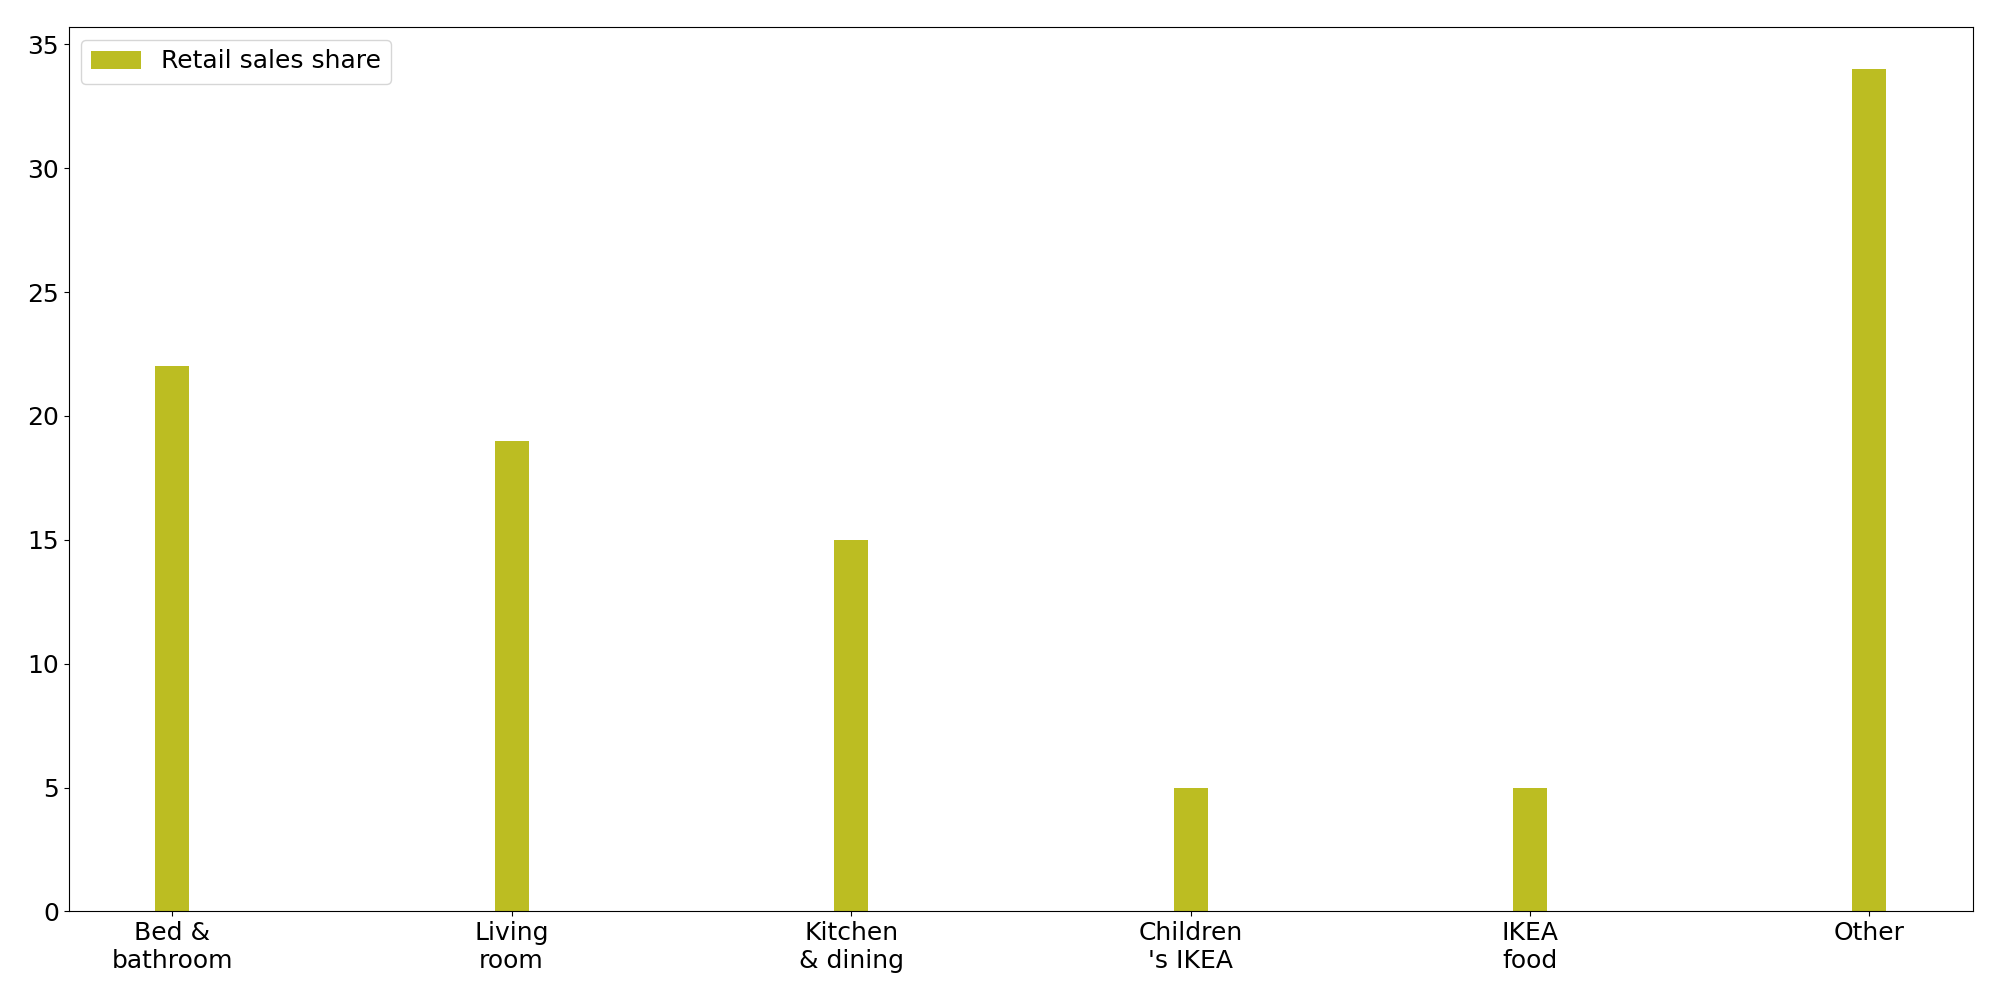 35
30
25
20
15
10
5
0
Retail sales share
Bed &
bathroom
Living
room
Kitchen
& dining
Children
's IKEA
IKEA
food
Other